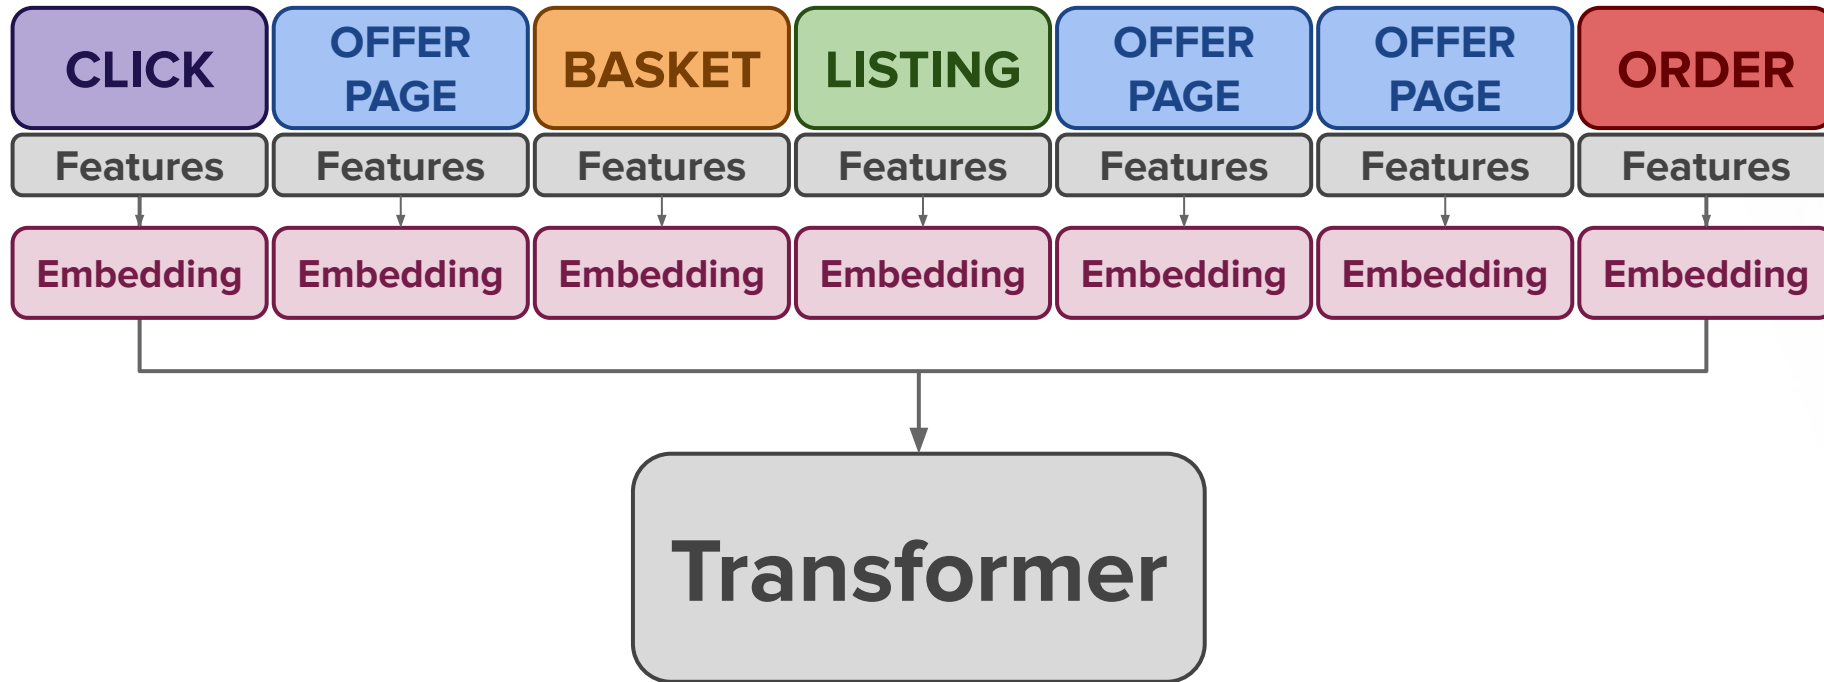 CLICK
OFFER
PAGE
BASKET
LISTING
OFFER
PAGE
OFFER
PAGE
ORDER
Features Features Features Features Features Features Features
Embedding Embedding Embedding Embedding Embedding Embedding Embedding
Transformer